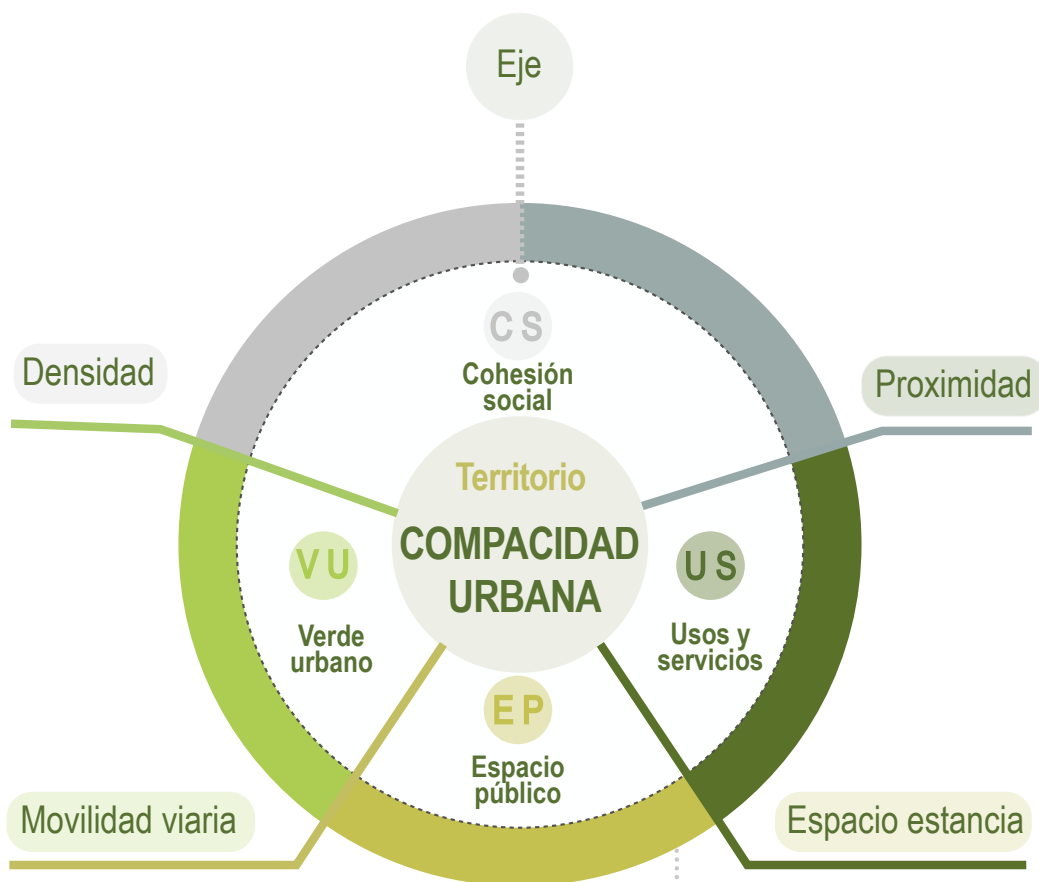 Eje
C S
Cohesión
social
Densidad
Proximidad
Territorio
COMPACIDAD
URBANA
V U
Verde
urbano
U S
Usos y
servicios
E P
Espacio
público
Movilidad viaria
Espacio estancia